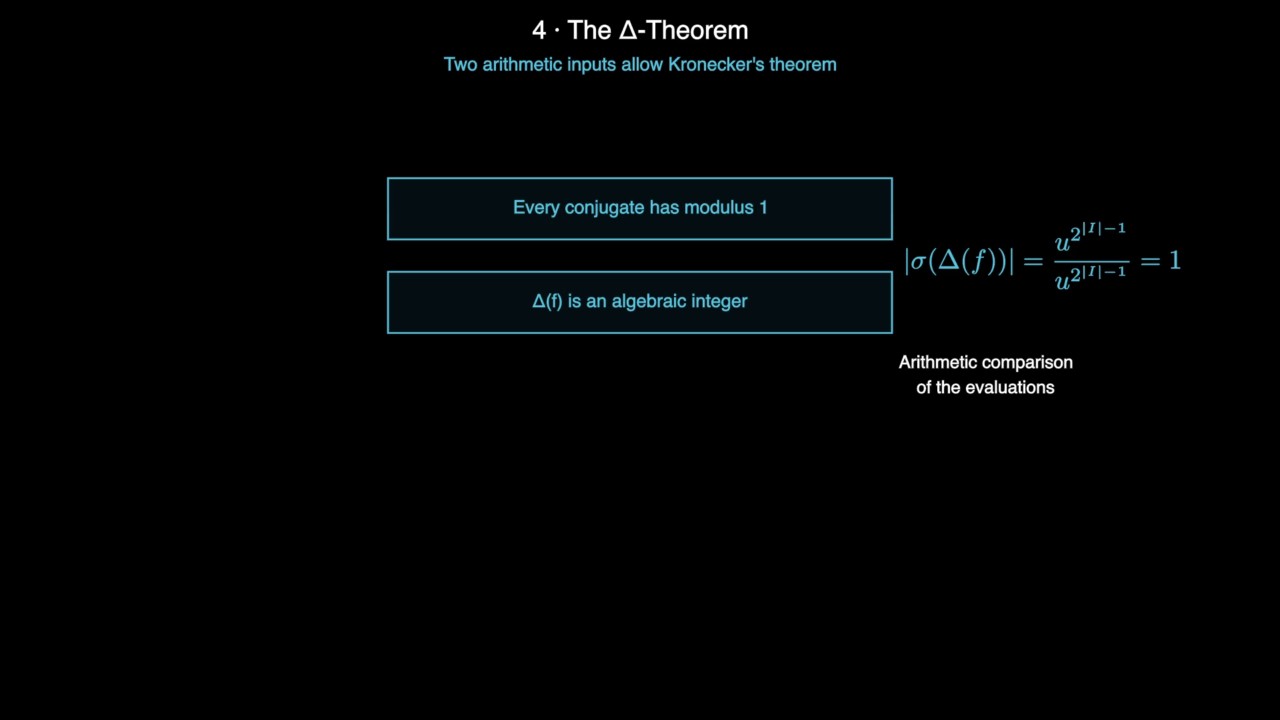 4 · The Δ-Theorem
Two arithmetic inputs allow Kronecker's theorem
Every conjugate has modulus 1
|σ(Δ(f))| = u^{2^{|I|-1}} / u^{2^{|I|-1}} = 1
Δ(f) is an algebraic integer
Arithmetic comparison
of the evaluations